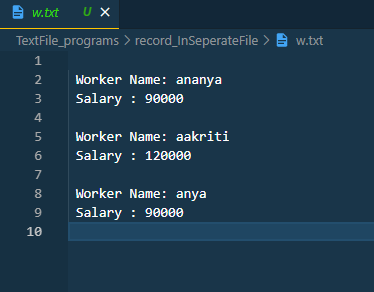 w.txt U ×
TextFile_programs > record_InSeperateFile > w.txt
1
2 Worker Name: ananya
3 Salary : 90000
4
5 Worker Name: aakriti
6 Salary : 120000
7
8 Worker Name: anya
9 Salary : 90000
10